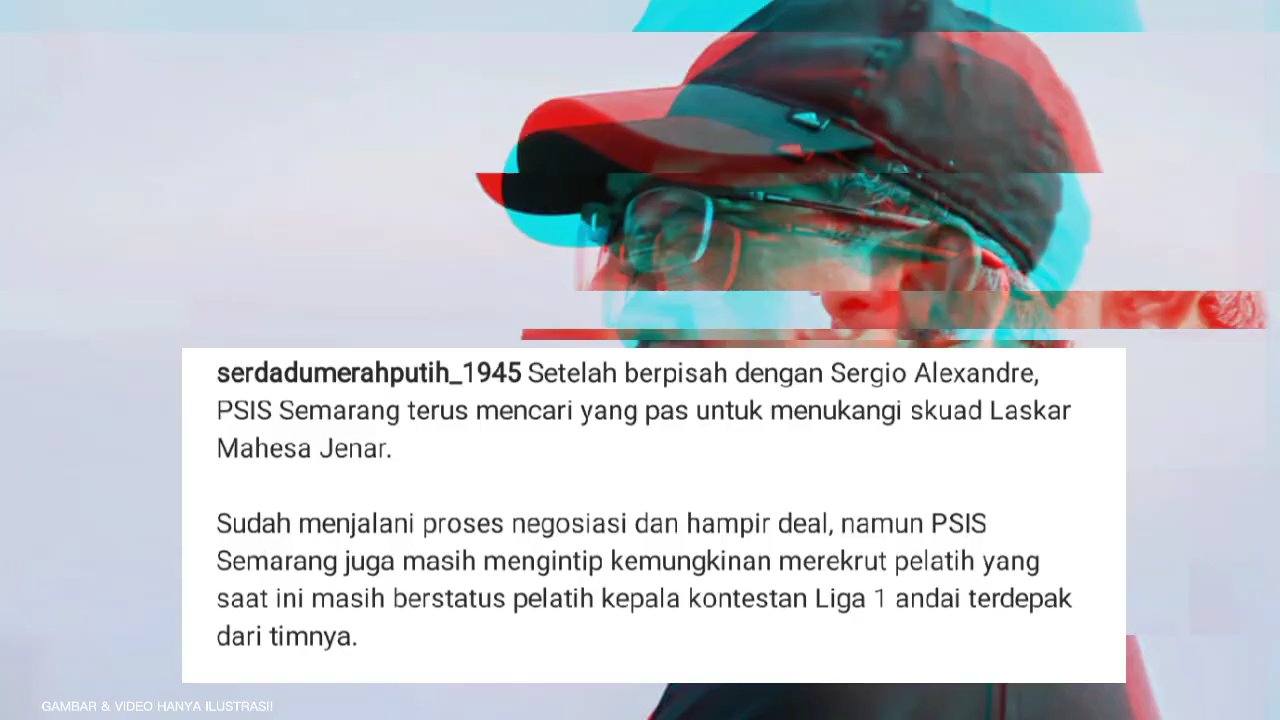 serdadumerahputih_1945 Setelah berpisah dengan Sergio Alexandre,
PSIS Semarang terus mencari yang pas untuk menukangi skuad Laskar
Mahesa Jenar.
Sudah menjalani proses negosiasi dan hampir deal, namun PSIS
Semarang juga masih mengintip kemungkinan merekrut pelatih yang
saat ini masih berstatus pelatih kepala kontestan Liga 1 andai terdepak
dari timnya.
GAMBAR & VIDEO HANYA ILUSTRASI!